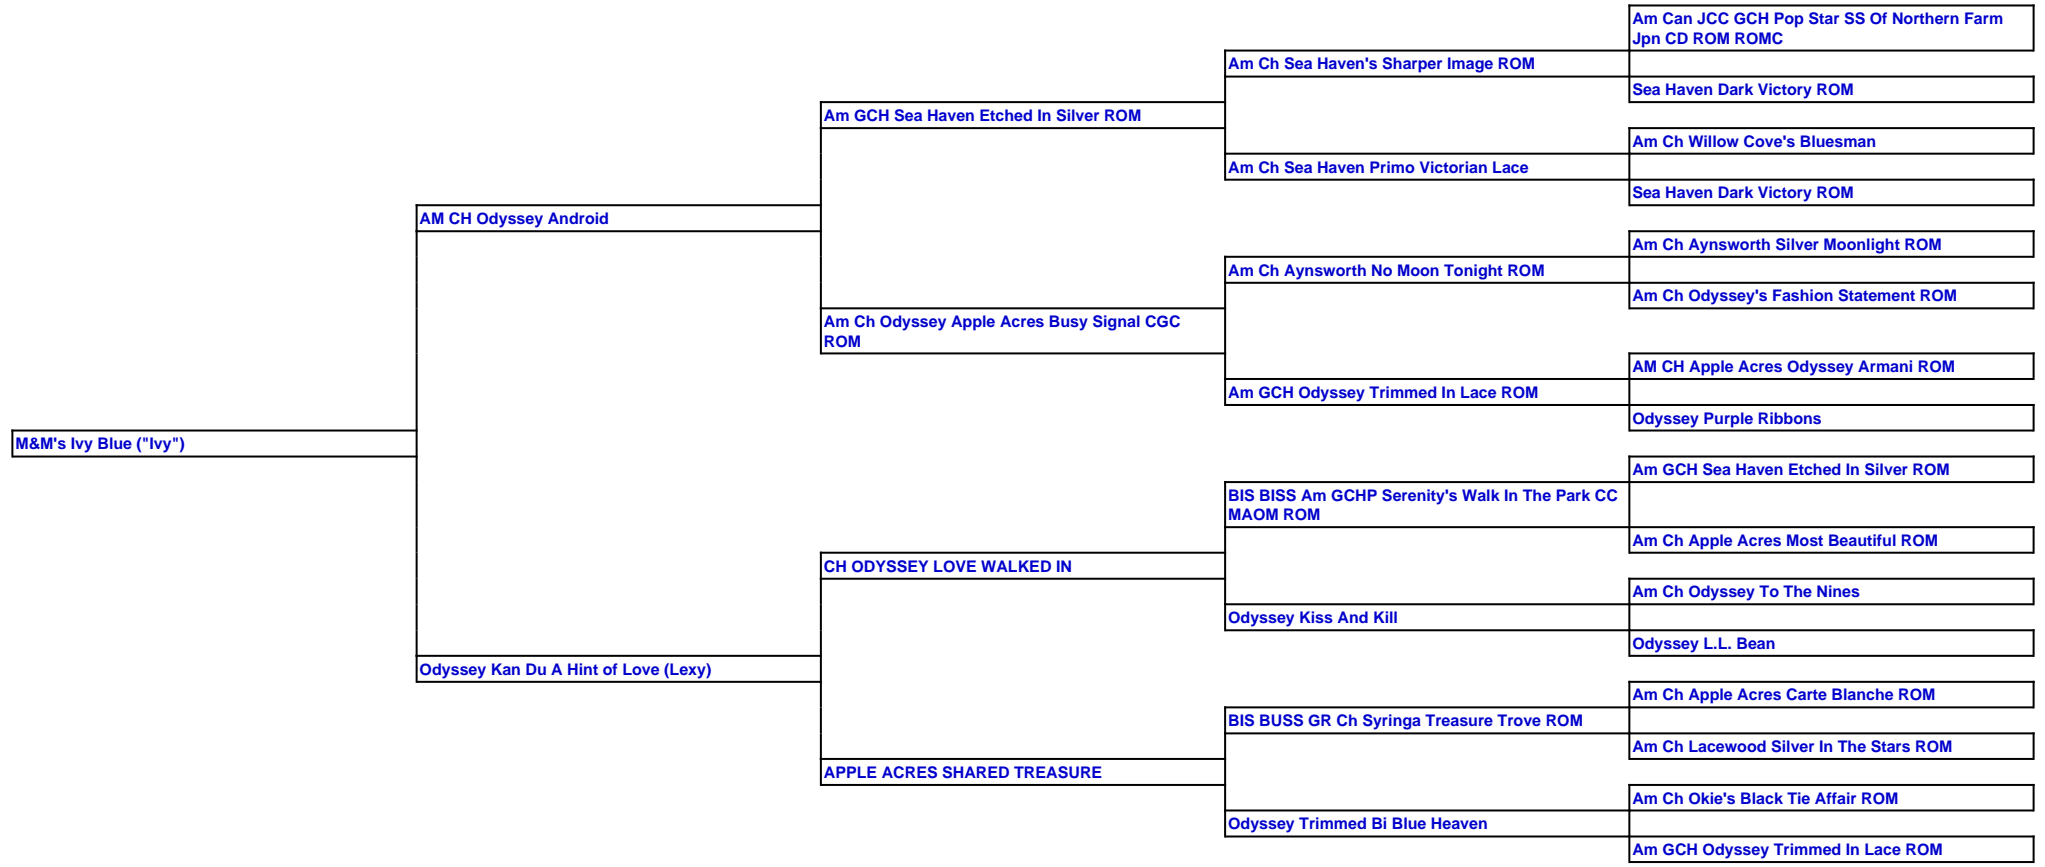 Am Can JCC GCH Pop Star SS Of Northern Farm
Jpn CD ROM ROMC
Am Ch Sea Haven's Sharper Image ROM
Sea Haven Dark Victory ROM
Am GCH Sea Haven Etched In Silver ROM
Am Ch Willow Cove's Bluesman
Am Ch Sea Haven Primo Victorian Lace
Sea Haven Dark Victory ROM
AM CH Odyssey Android
Am Ch Aynsworth Silver Moonlight ROM
Am Ch Aynsworth No Moon Tonight ROM
Am Ch Odyssey's Fashion Statement ROM
Am Ch Odyssey Apple Acres Busy Signal CGC
ROM
AM CH Apple Acres Odyssey Armani ROM
Am GCH Odyssey Trimmed In Lace ROM
Odyssey Purple Ribbons
M&M's Ivy Blue ("Ivy")
Am GCH Sea Haven Etched In Silver ROM
BIS BISS Am GCHP Serenity's Walk In The Park CC
MAOM ROM
Am Ch Apple Acres Most Beautiful ROM
CH ODYSSEY LOVE WALKED IN
Am Ch Odyssey To The Nines
Odyssey Kiss And Kill
Odyssey L.L. Bean
Odyssey Kan Du A Hint of Love (Lexy)
Am Ch Apple Acres Carte Blanche ROM
BIS BUSS GR Ch Syringa Treasure Trove ROM
Am Ch Lacewood Silver In The Stars ROM
APPLE ACRES SHARED TREASURE
Am Ch Okie's Black Tie Affair ROM
Odyssey Trimmed Bi Blue Heaven
Am GCH Odyssey Trimmed In Lace ROM